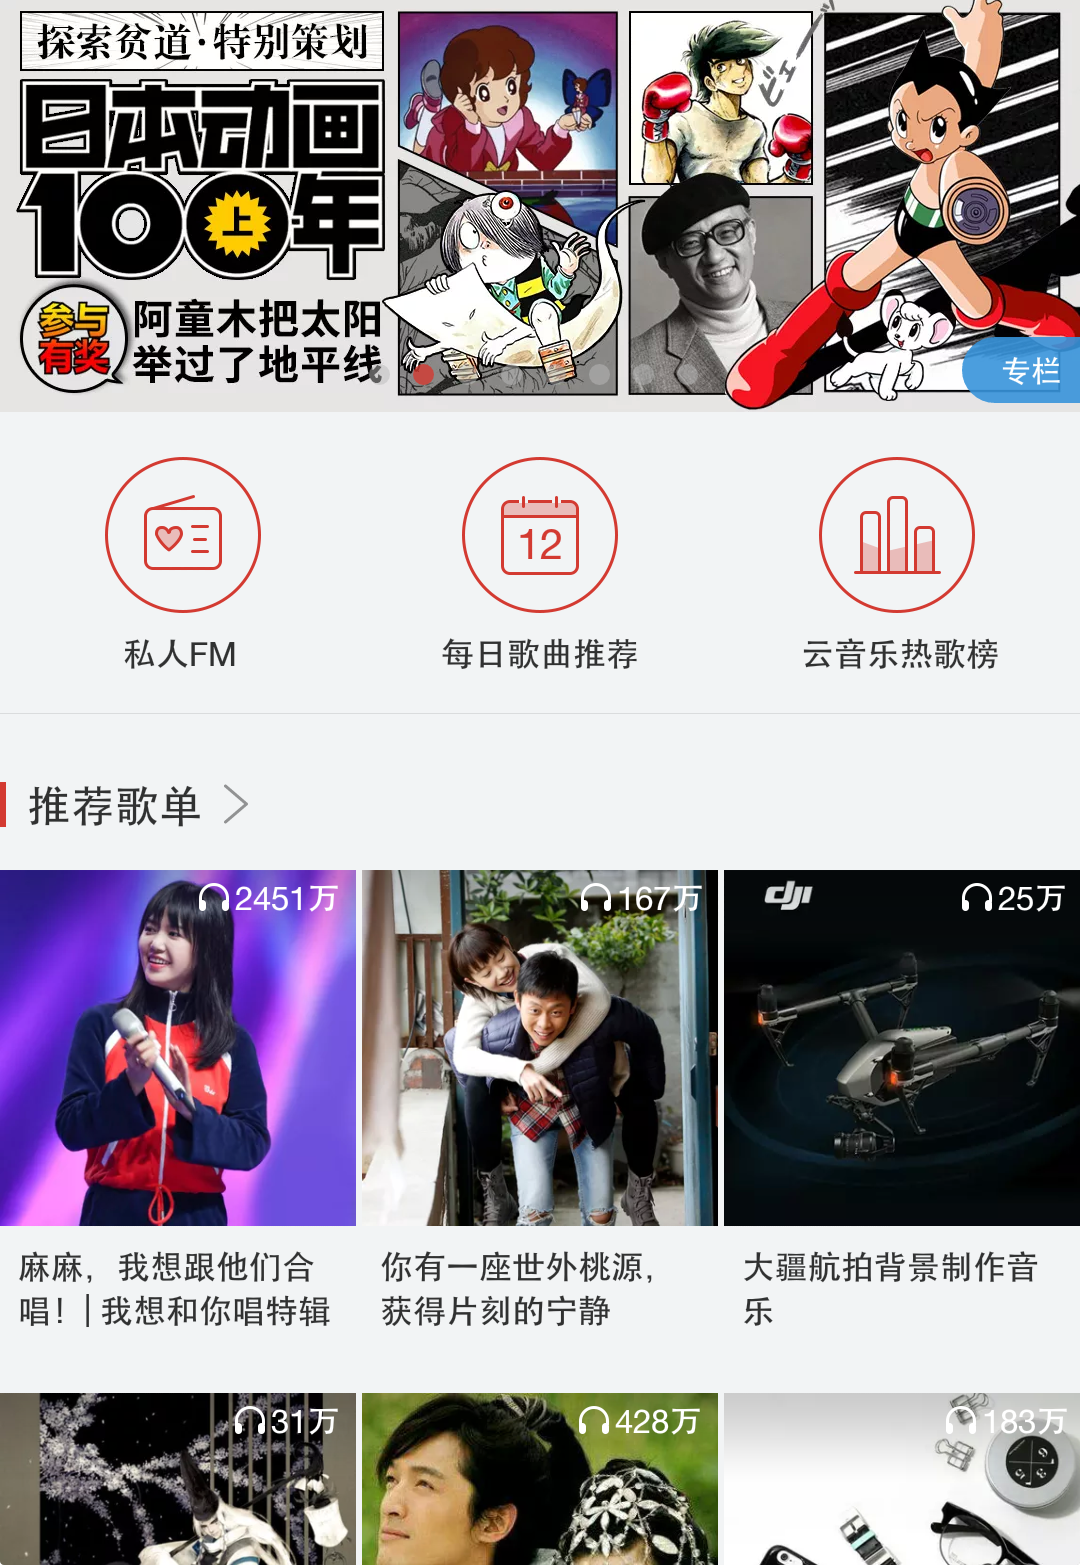 探索贫道·特别策划
日本动画
100年
上
参与
有奖
阿童木把太阳
举过了地平线
ビュー
专栏
12
私人FM
每日歌曲推荐
云音乐热歌榜
推荐歌单
2451万
167万
dji
25万
麻麻，我想跟他们合
唱！| 我想和你唱特辑
你有一座世外桃源，
获得片刻的宁静
大疆航拍背景制作音
乐
31万
428万
183万